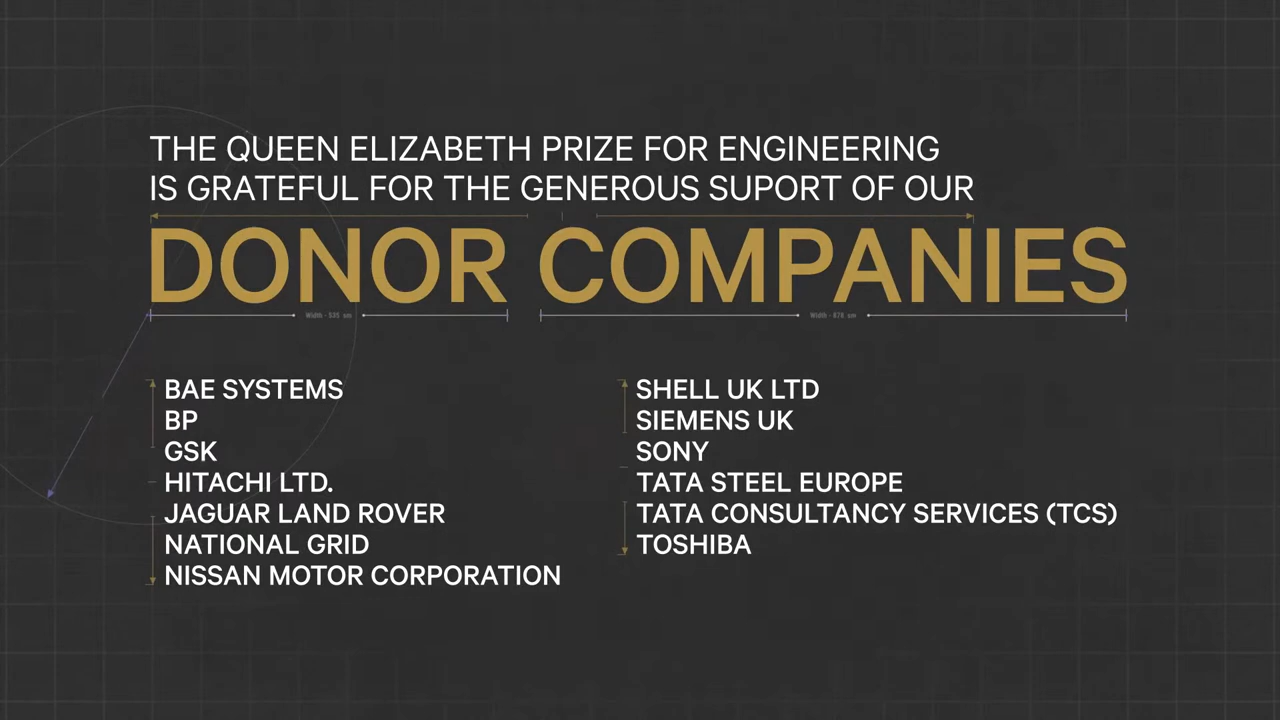 THE QUEEN ELIZABETH PRIZE FOR ENGINEERING
IS GRATEFUL FOR THE GENEROUS SUPORT OF OUR
DONOR COMPANIES
BAE SYSTEMS
BP
GSK
HITACHI LTD.
JAGUAR LAND ROVER
NATIONAL GRID
NISSAN MOTOR CORPORATION
SHELL UK LTD
SIEMENS UK
SONY
TATA STEEL EUROPE
TATA CONSULTANCY SERVICES (TCS)
TOSHIBA